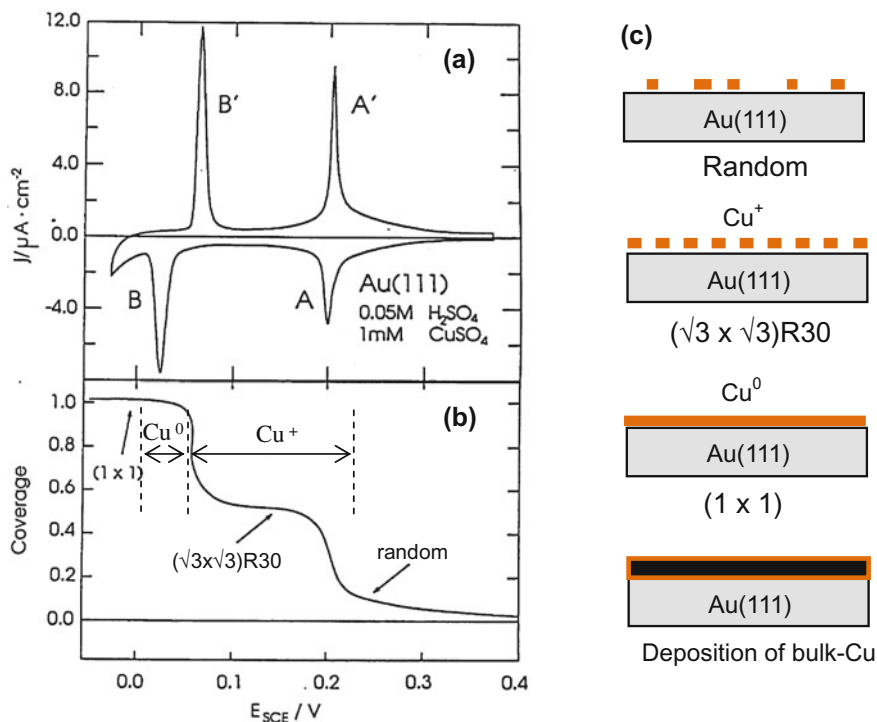 12.0
(a)
8.0
B′
A′
4.0
J/μA·cm⁻²
0.0
B
A
Au(111)
0.05M H₂SO₄
1mM CuSO₄
-4.0
(b)
1.0
Cu⁰
Cu⁺
(1 x 1)
0.8
0.6
Coverage
0.4
(√3x√3)R30
random
0.2
0.0
0.0 0.1 0.2 0.3 0.4
E_SCE / V
(c)
Au(111)
Random
Cu⁺
Au(111)
(√3 x √3)R30
Cu⁰
Au(111)
(1 x 1)
Au(111)
Deposition of bulk-Cu